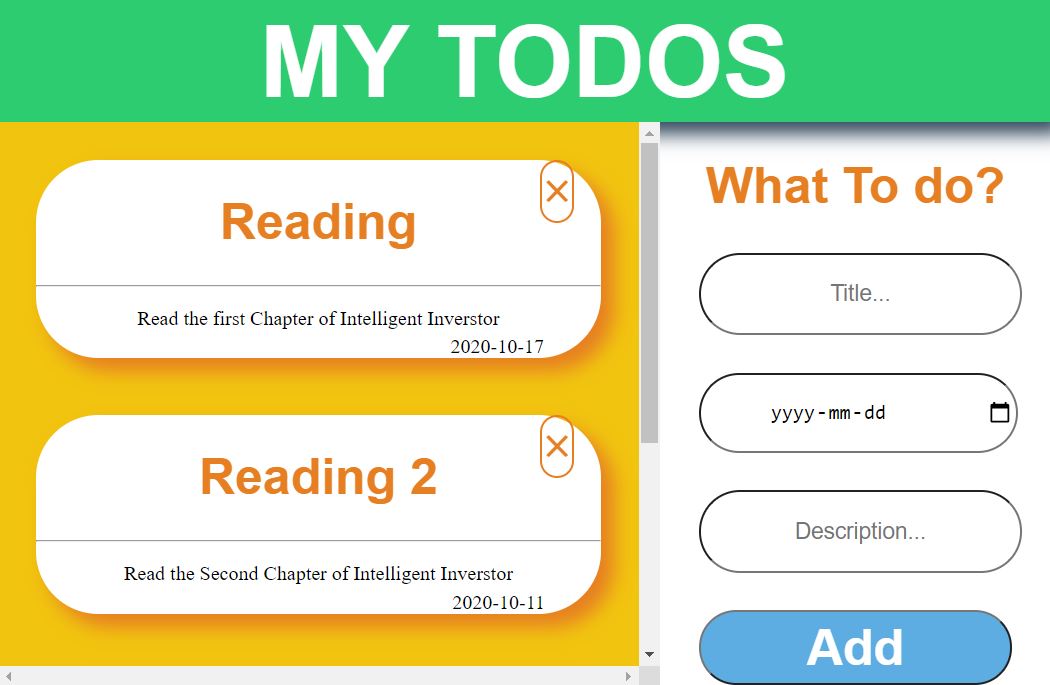 MY TODOS
Reading
Read the first Chapter of Intelligent Inverstor
2020-10-17
Reading 2
Read the Second Chapter of Intelligent Inverstor
2020-10-11
What To do?
Title...
yyyy-mm-dd
Description...
Add